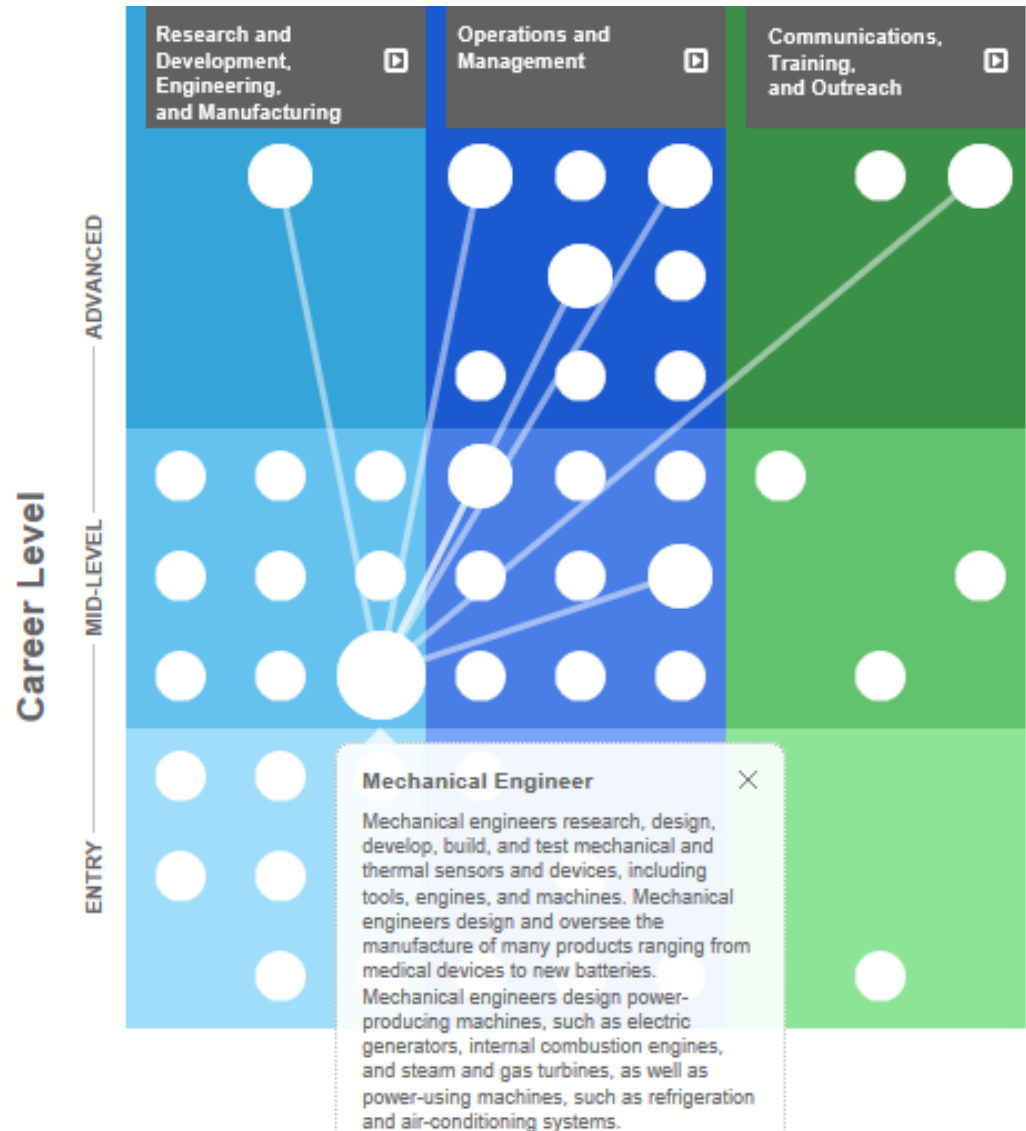 Research and
Development,
Engineering,
and Manufacturing
Operations and
Management
Communications,
Training,
and Outreach
Career Level
ADVANCED
MID-LEVEL
ENTRY
Mechanical Engineer
Mechanical engineers research, design,
develop, build, and test mechanical and
thermal sensors and devices, including
tools, engines, and machines. Mechanical
engineers design and oversee the
manufacture of many products ranging from
medical devices to new batteries.
Mechanical engineers design power-
producing machines, such as electric
generators, internal combustion engines,
and steam and gas turbines, as well as
power-using machines, such as refrigeration
and air-conditioning systems.